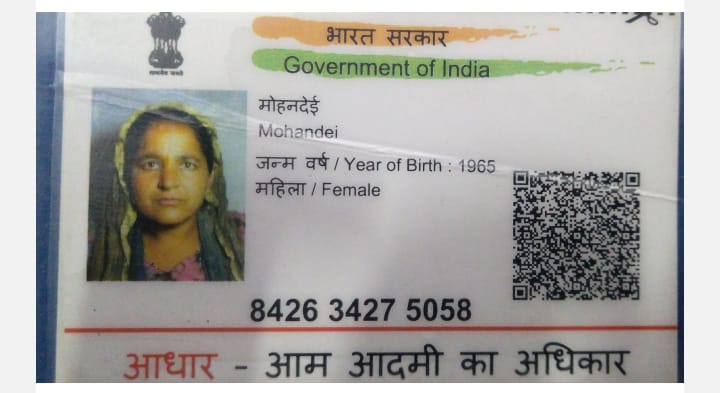 भारत सरकार
Government of India
मोहनदेई
Mohandei
जन्म वर्ष / Year of Birth : 1965
महिला / Female
8426 3427 5058
आधार - आम आदमी का अधिकार